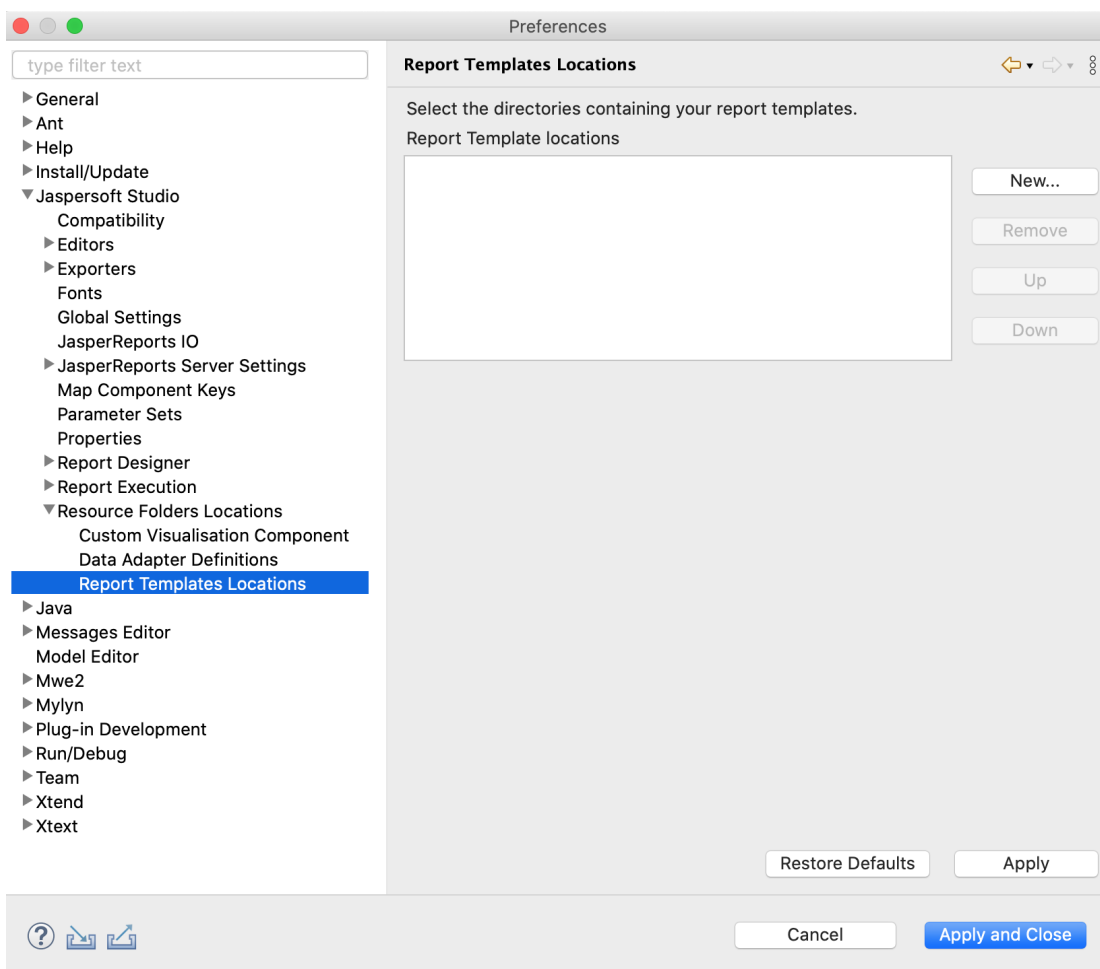 Preferences
type filter text
General
Ant
Help
Install/Update
Jaspersoft Studio
Compatibility
Editors
Exporters
Fonts
Global Settings
JasperReports IO
JasperReports Server Settings
Map Component Keys
Parameter Sets
Properties
Report Designer
Report Execution
Resource Folders Locations
Custom Visualisation Component
Data Adapter Definitions
Report Templates Locations
Java
Messages Editor
Model Editor
Mwe2
Mylyn
Plug-in Development
Run/Debug
Team
Xtend
Xtext
Report Templates Locations
Select the directories containing your report templates.
Report Template locations
New...
Remove
Up
Down
Restore Defaults
Apply
?
Cancel
Apply and Close